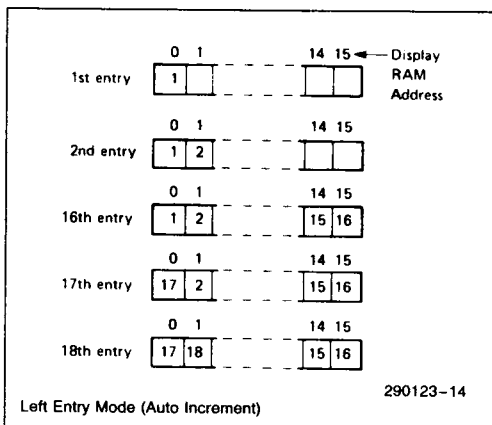 0 1 14 15 Display
1st entry 1 RAM
Address
0 1 14 15
2nd entry 1 2
0 1 14 15
16th entry 1 2 15 16
0 1 14 15
17th entry 17 2 15 16
0 1 14 15
18th entry 17 18 15 16
290123-14
Left Entry Mode (Auto Increment)